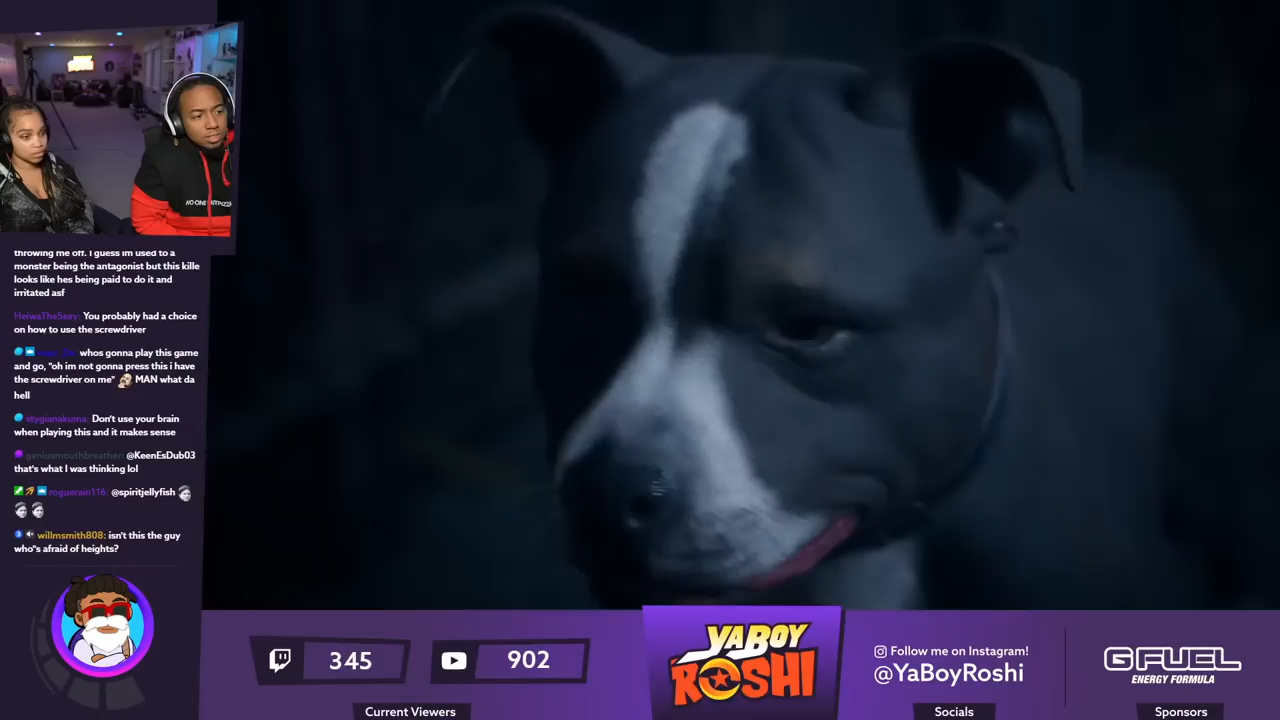 NO ONE OUTPIZZA
throwing me off. I guess im used to a
monster being the antagonist but this kille
looks like hes being paid to do it and
irritated asf
HeiwaTheSexy: You probably had a choice
on how to use the screwdriver
whos gonna play this game
and go, "oh im not gonna press this i have
the screwdriver on me" MAN what da
hell
stygianakuma: Don't use your brain
when playing this and it makes sense
geniusmouthbreather: @KeenEsDub03
that's what I was thinking lol
roguerain116: @spiritjellyfish
willmsmith808: isn't this the guy
who"s afraid of heights?
345
902
Current Viewers
YABOY
ROSHI
Follow me on Instagram!
@YaBoyRoshi
Socials
G FUEL
ENERGY FORMULA
Sponsors